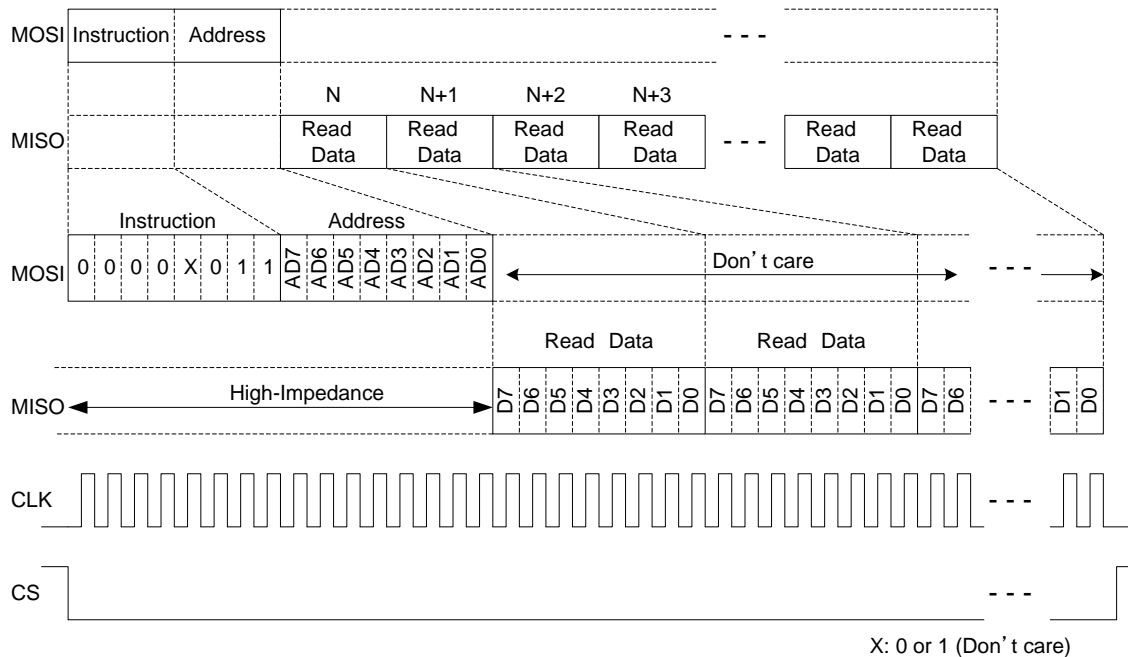 MOSI Instruction Address - - -
N N+1 N+2 N+3
MISO Read Data Read Data Read Data Read Data - - - Read Data Read Data
Instruction Address
MOSI 0 0 0 0 X 0 1 1 AD7 AD6 AD5 AD4 AD3 AD2 AD1 AD0 Don't care - - -
Read Data Read Data
MISO High-Impedance D7 D6 D5 D4 D3 D2 D1 D0 D7 D6 D5 D4 D3 D2 D1 D0 D7 D6 - - - D1 D0
CLK - - -
CS - - -
X: 0 or 1 (Don't care)